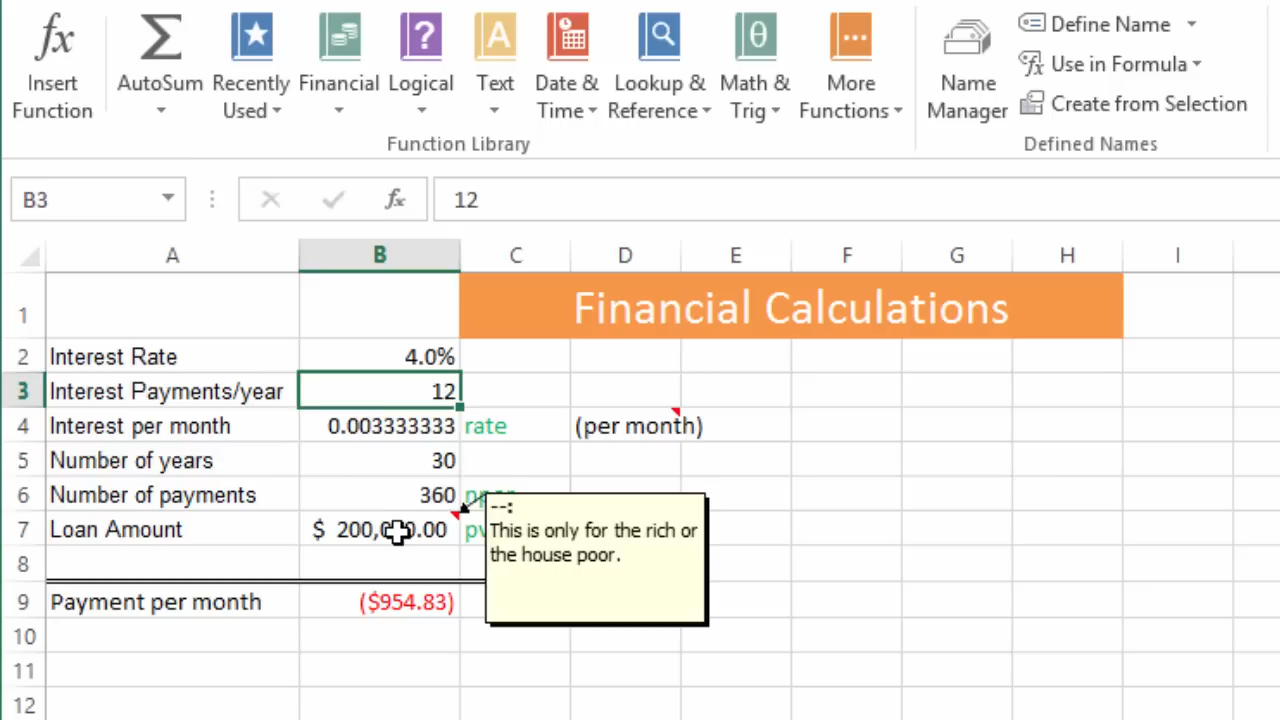 fx Insert Function
AutoSum
Recently Used
Financial
Logical
? 
A Text
Date & Time
Lookup & Reference
θ Math & Trig
More Functions
Name Manager
Define Name
Use in Formula
Create from Selection
Function Library
Defined Names
B3 fx 12
A B C D E F G H I
1 Financial Calculations
2 Interest Rate 4.0%
3 Interest Payments/year 12
4 Interest per month 0.003333333 rate (per month)
5 Number of years 30
6 Number of payments 360
--:
7 Loan Amount $ 200, .00 pv
This is only for the rich or
the house poor.
8
9 Payment per month ($954.83)
10
11
12